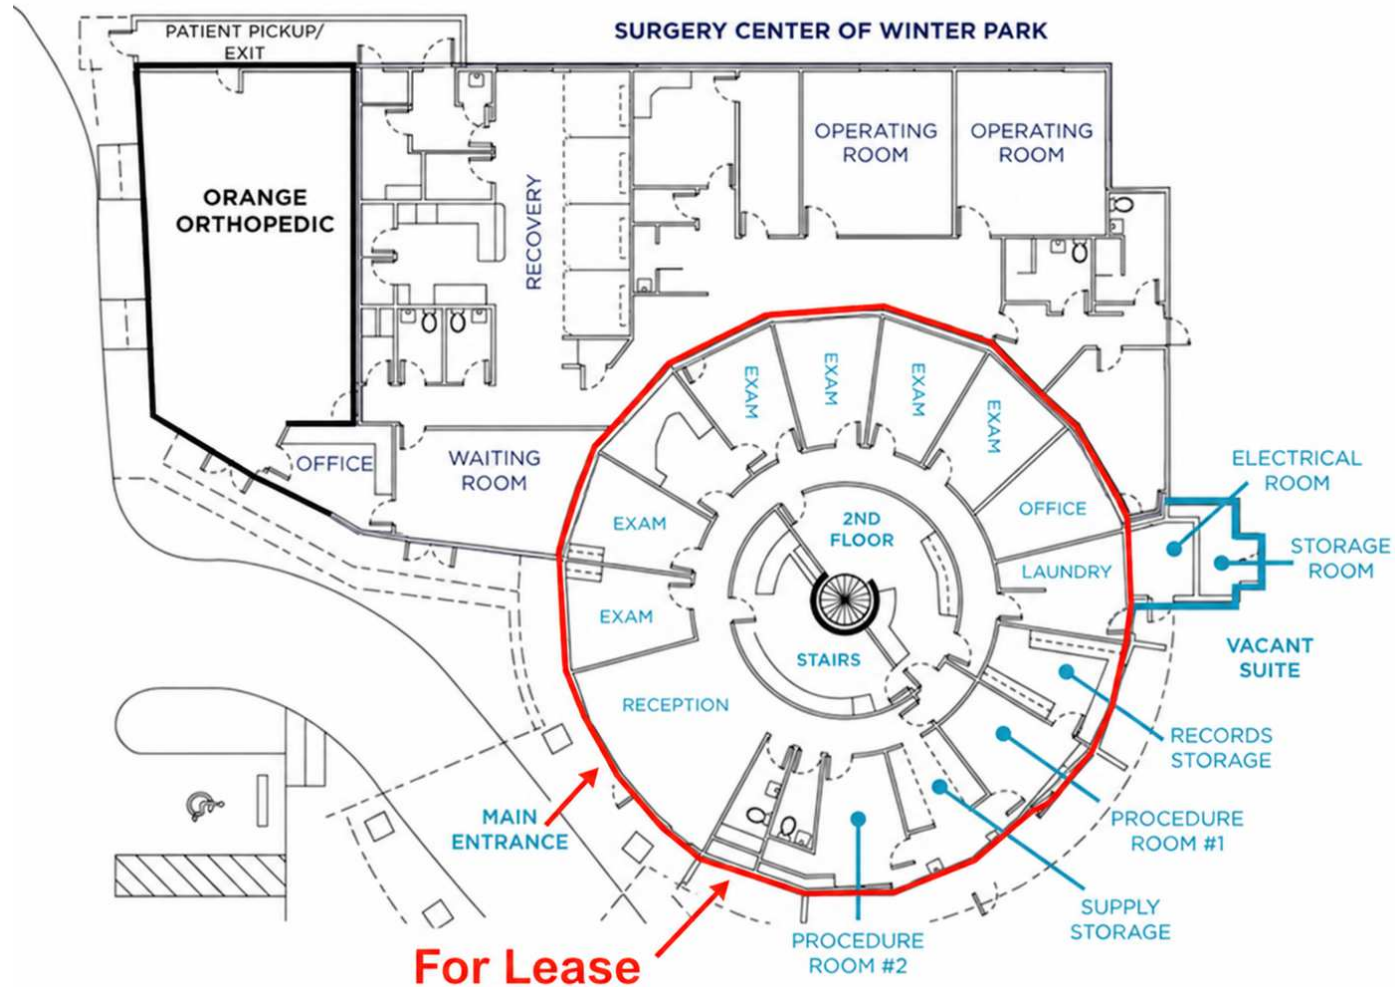 SURGERY CENTER OF WINTER PARK
PATIENT PICKUP/
EXIT
ORANGE
ORTHOPEDIC
RECOVERY
OPERATING
ROOM
OPERATING
ROOM
OFFICE
WAITING
ROOM
EXAM
EXAM
EXAM
EXAM
EXAM
EXAM
OFFICE
LAUNDRY
2ND
FLOOR
STAIRS
RECEPTION
ELECTRICAL
ROOM
STORAGE
ROOM
VACANT
SUITE
RECORDS
STORAGE
PROCEDURE
ROOM #1
SUPPLY
STORAGE
PROCEDURE
ROOM #2
MAIN
ENTRANCE
For Lease